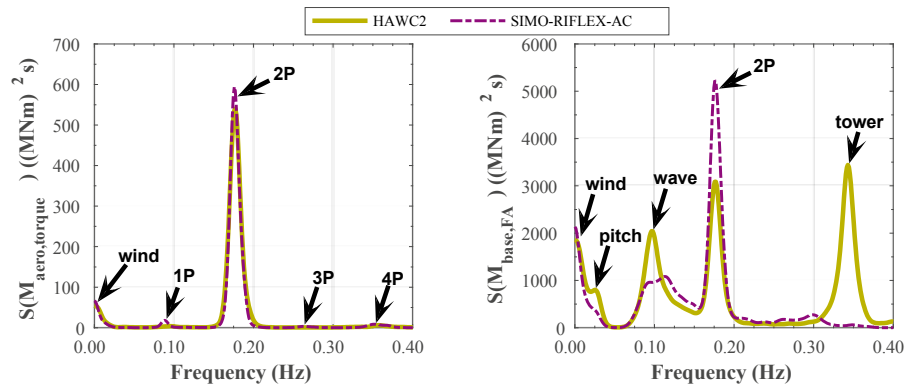 HAWC2 SIMO-RIFLEX-AC
700
600
500
400
300
200
100
0
S(M_aero,torque) ((MNm)^2 s)
2P
wind
1P
3P
4P
0.00 0.10 0.20 0.30 0.40
Frequency (Hz)
6000
5000
4000
3000
2000
1000
0
S(M_base,FA) ((MNm)^2 s)
2P
tower
wind
wave
pitch
0.00 0.10 0.20 0.30 0.40
Frequency (Hz)